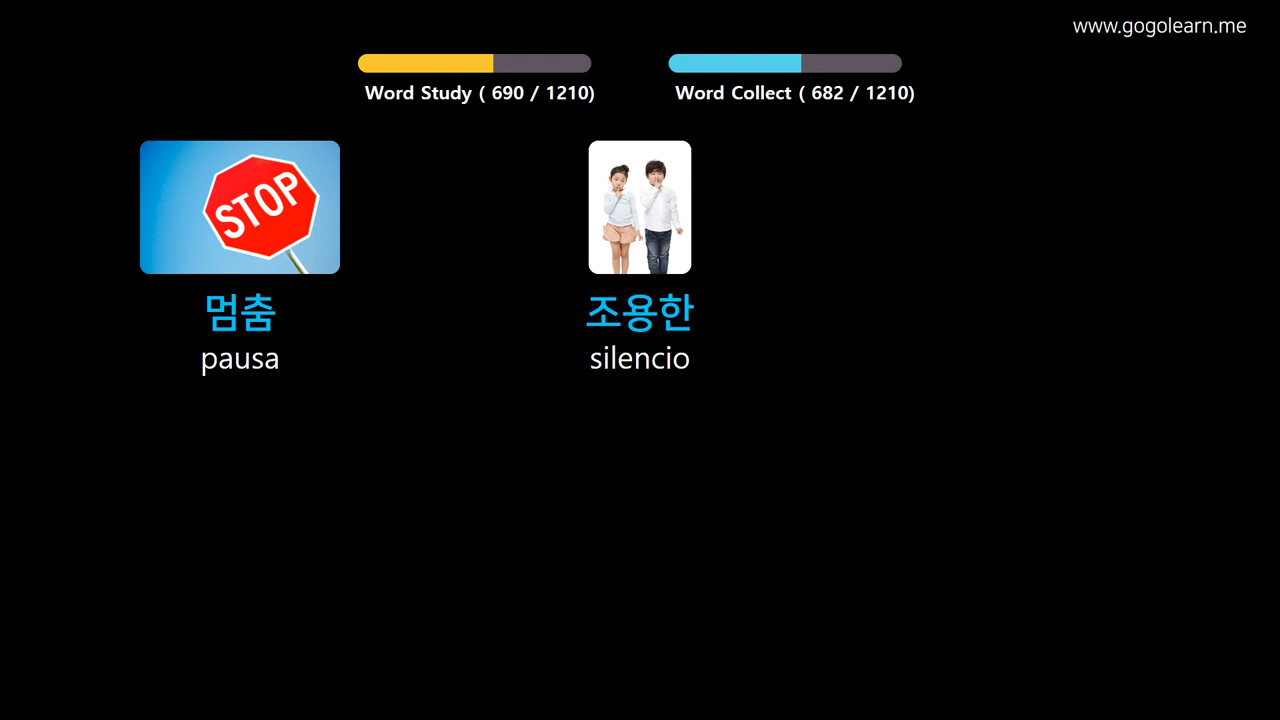 www.gogolearn.me
Word Study ( 690 / 1210)
Word Collect ( 682 / 1210)
STOP
멈춤
pausa
조용한
silencio